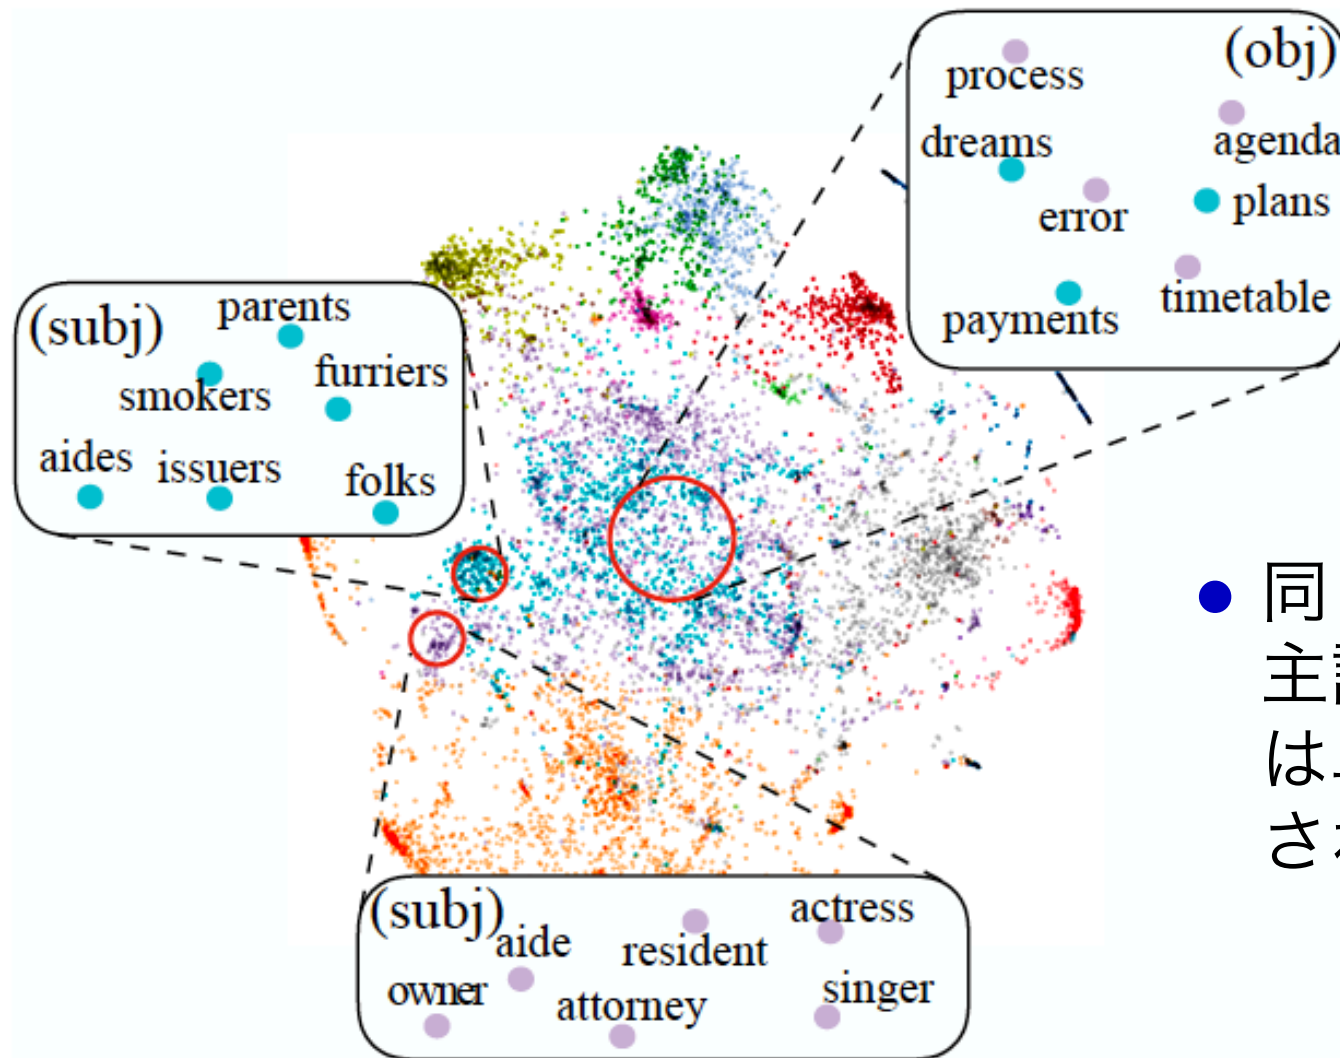 (obj)
process
agenda
dreams
error
plans
timetable
payments
(subj)
parents
smokers
furriers
aides
issuers
folks
(subj)
aide
resident
actress
owner
attorney
singer
同
主
は
され